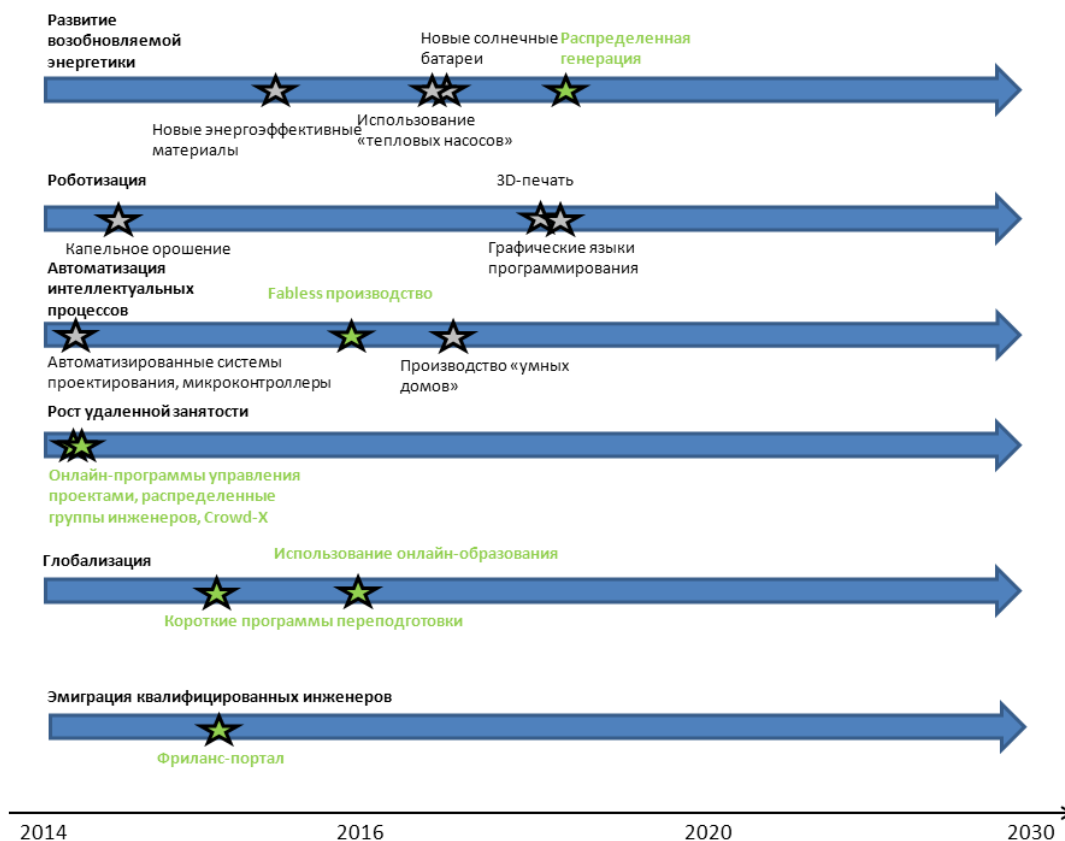 Развитие
возобновляемой
энергетики
Новые солнечные
батареи
Распределенная
генерация
Новые энергоэффективные
материалы
Использование
«тепловых насосов»
Роботизация
3D-печать
Капельное орошение
Графические языки
программирования
Автоматизация
интеллектуальных
процессов
Fabless производство
Автоматизированные системы
проектирования, микроконтроллеры
Производство «умных
домов»
Рост удаленной занятости
Онлайн-программы управления
проектами, распределенные
группы инженеров, Crowd-X
Глобализация
Использование онлайн-образования
Короткие программы переподготовки
Эмиграция квалифицированных инженеров
Фриланс-портал
2014 2016 2020 2030